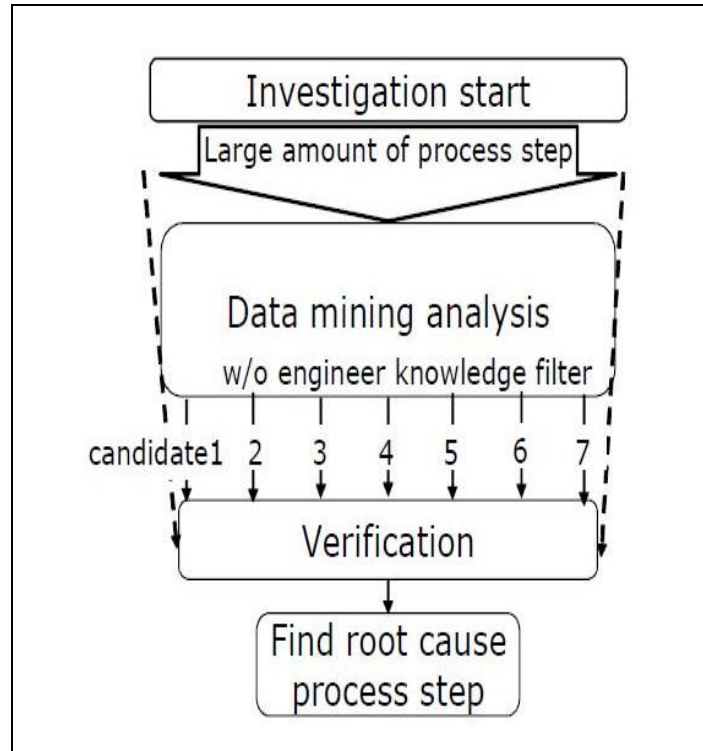 Investigation start
Large amount of process step
Data mining analysis
w/o engineer knowledge filter
candidate1 2 3 4 5 6 7
Verification
Find root cause
process step